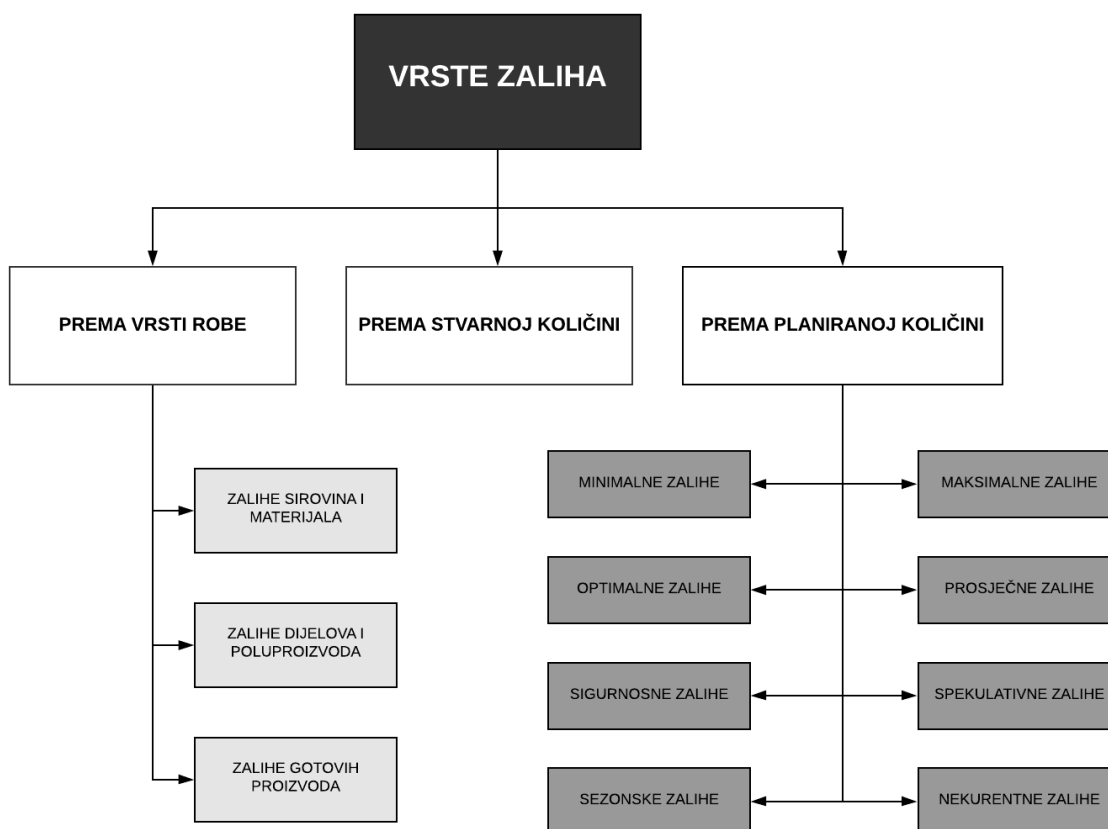 VRSTE ZALIHA
PREMA VRSTI ROBE
PREMA STVARNOJ KOLIČINI
PREMA PLANIRANOJ KOLIČINI
ZALIHE SIROVINA I
MATERIJALA
ZALIHE DIJELOVA I
POLUPROIZVODA
ZALIHE GOTOVIH
PROIZVODA
MINIMALNE ZALIHE
MAKSIMALNE ZALIHE
OPTIMALNE ZALIHE
PROSJEČNE ZALIHE
SIGURNOSNE ZALIHE
SPEKULATIVNE ZALIHE
SEZONSKE ZALIHE
NEKURENTNE ZALIHE